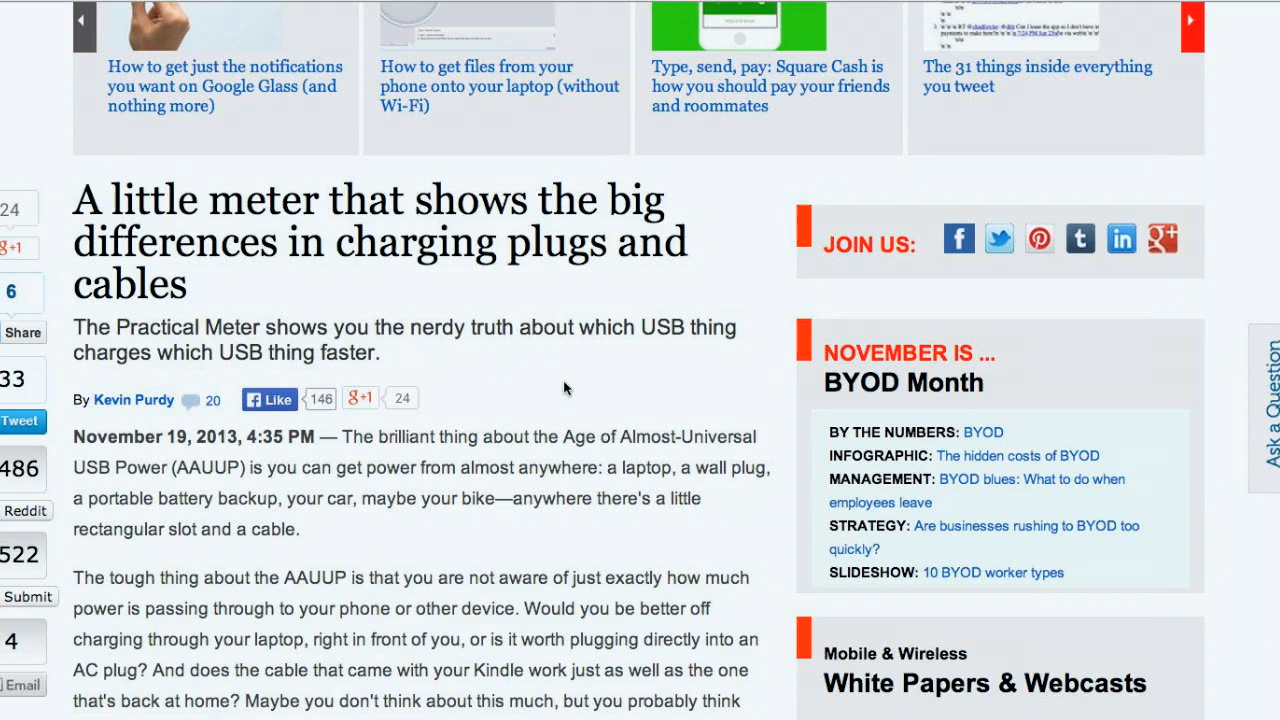 How to get just the notifications
you want on Google Glass (and
nothing more)
How to get files from your
phone onto your laptop (without
Wi-Fi)
Type, send, pay: Square Cash is
how you should pay your friends
and roommates
The 31 things inside everything
you tweet
A little meter that shows the big
differences in charging plugs and
cables
The Practical Meter shows you the nerdy truth about which USB thing
charges which USB thing faster.
By Kevin Purdy 20 Like 146 g+1 24
November 19, 2013, 4:35 PM — The brilliant thing about the Age of Almost-Universal
USB Power (AAUUP) is you can get power from almost anywhere: a laptop, a wall plug,
a portable battery backup, your car, maybe your bike—anywhere there's a little
rectangular slot and a cable.
The tough thing about the AAUUP is that you are not aware of just exactly how much
power is passing through to your phone or other device. Would you be better off
charging through your laptop, right in front of you, or is it worth plugging directly into an
AC plug? And does the cable that came with your Kindle work just as well as the one
that's back at home? Maybe you don't think about this much, but you probably think
24
g+1
6
Share
33
Tweet
486
Reddit
522
Submit
4
Email
JOIN US:
NOVEMBER IS ...
BYOD Month
BY THE NUMBERS: BYOD
INFOGRAPHIC: The hidden costs of BYOD
MANAGEMENT: BYOD blues: What to do when
employees leave
STRATEGY: Are businesses rushing to BYOD too
quickly?
SLIDESHOW: 10 BYOD worker types
Mobile & Wireless
White Papers & Webcasts
Ask a Question